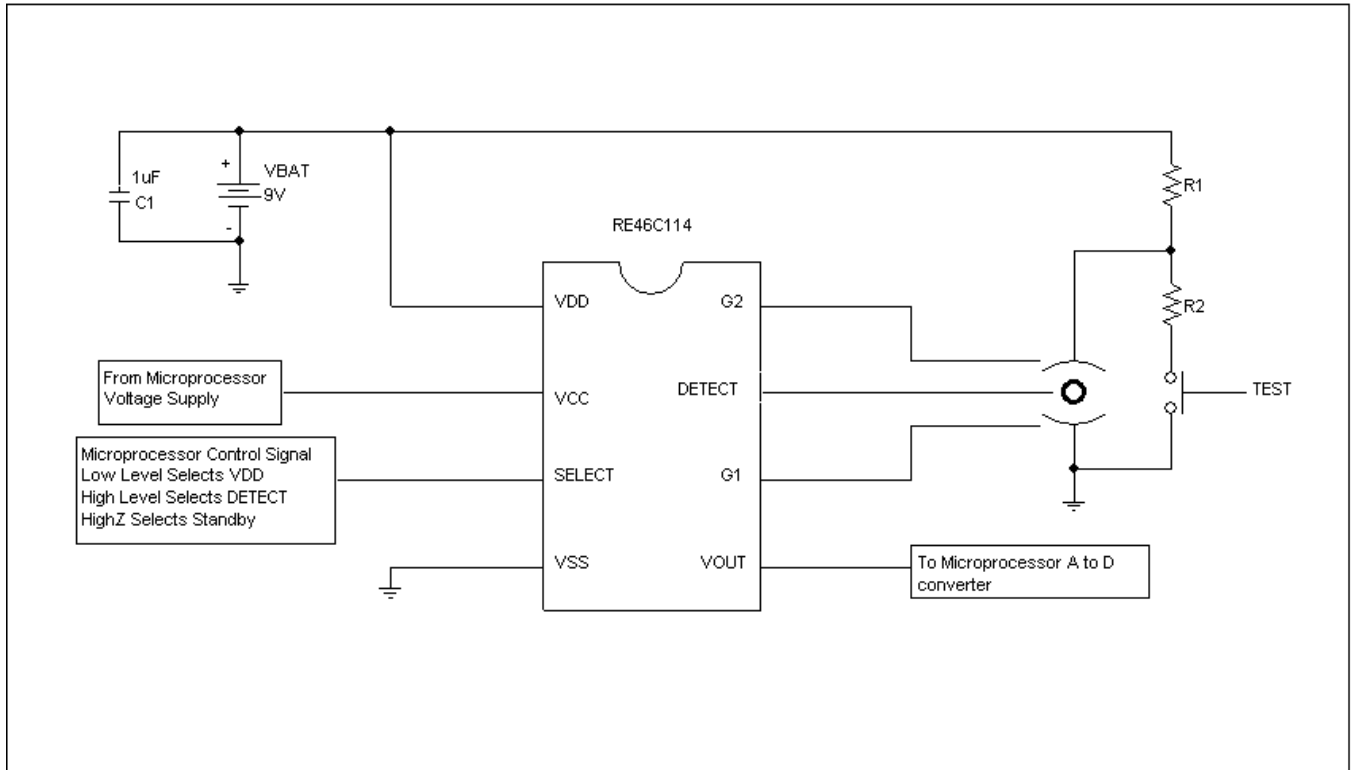 1uF
C1
+
VBAT
9V
-
RE46C114
R1
R2
VDD
G2
From Microprocessor
Voltage Supply
VCC
DETECT
TEST
Microprocessor Control Signal
Low Level Selects VDD
High Level Selects DETECT
HighZ Selects Standby
SELECT
G1
VSS
VOUT
To Microprocessor A to D
converter